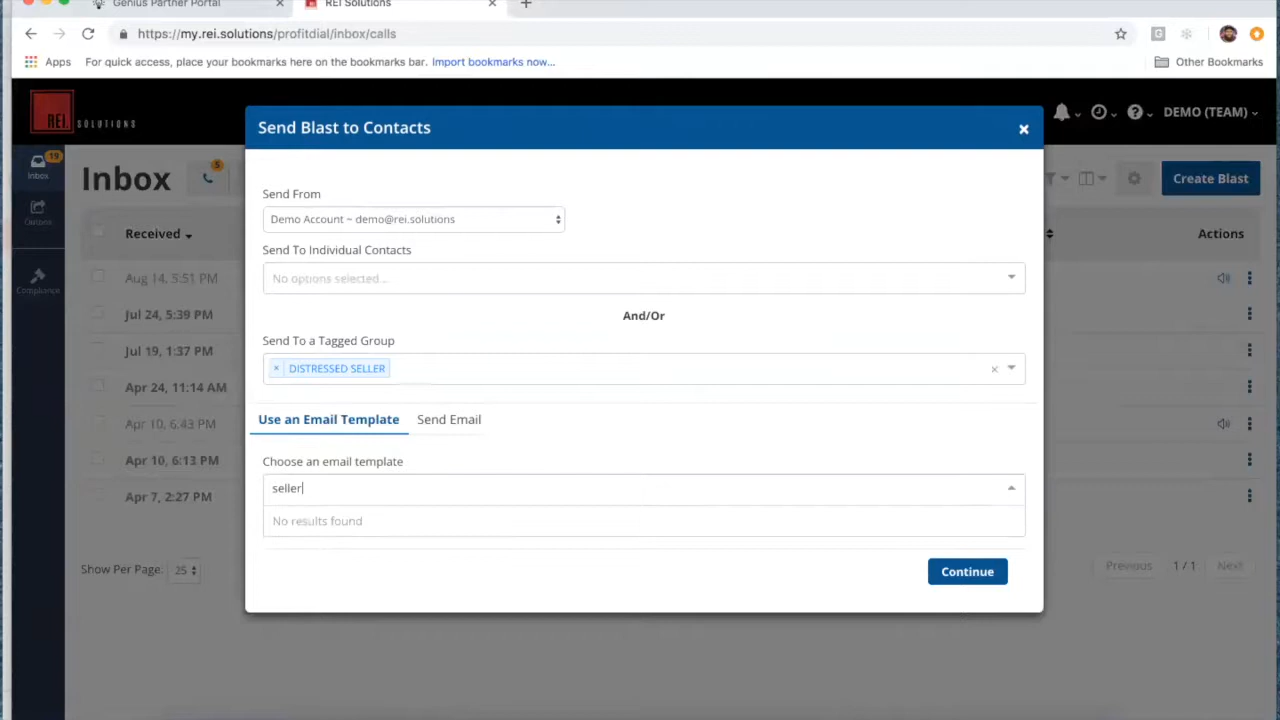 Genius Partner Portal
REI Solutions
https://my.rei.solutions/profitdial/inbox/calls
Apps For quick access, place your bookmarks here on the bookmarks bar. Import bookmarks now... Other Bookmarks
REI SOLUTIONS
DEMO (TEAM)
Send Blast to Contacts
19
Inbox
Inbox
5
Create Blast
Received
Actions
Compliance
Aug 14, 5:51 PM
Jul 24, 5:39 PM
Jul 19, 1:37 PM
Apr 24, 11:14 AM
Apr 10, 6:43 PM
Apr 10, 6:13 PM
Apr 7, 2:27 PM
Show Per Page: 25
Previous 1 / 1 Next
Send From
Demo Account ~ demo@rei.solutions
Send To Individual Contacts
No options selected...
And/Or
Send To a Tagged Group
× DISTRESSED SELLER
Use an Email Template Send Email
Choose an email template
seller
No results found
Continue